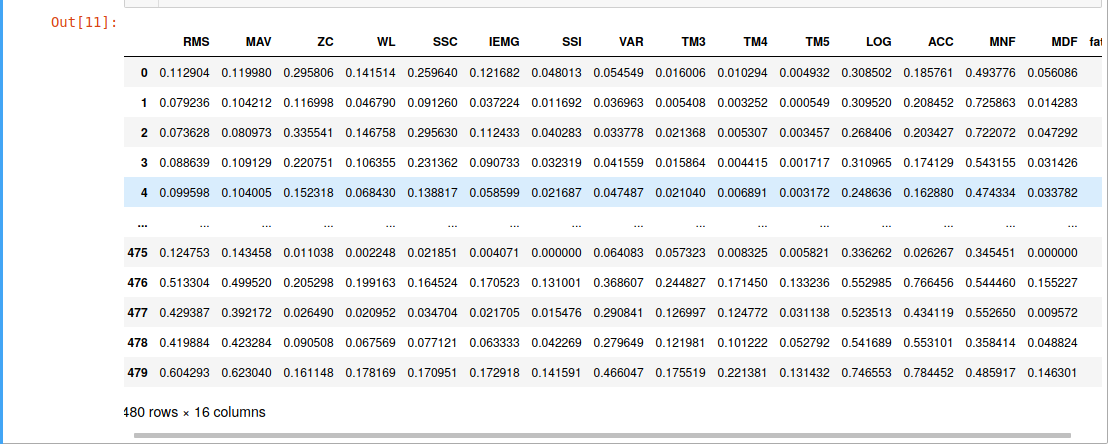 Out[11]:
RMS MAV ZC WL SSC IEMG SSI VAR TM3 TM4 TM5 LOG ACC MNF MDF fat
0 0.112904 0.119980 0.295806 0.141514 0.259640 0.121682 0.048013 0.054549 0.016006 0.010294 0.004932 0.308502 0.185761 0.493776 0.056086
1 0.079236 0.104212 0.116998 0.046790 0.091260 0.037224 0.011692 0.036963 0.005408 0.003252 0.000549 0.309520 0.208452 0.725863 0.014283
2 0.073628 0.080973 0.335541 0.146758 0.295630 0.112433 0.040283 0.033778 0.021368 0.005307 0.003457 0.268406 0.203427 0.722072 0.047292
3 0.088639 0.109129 0.220751 0.106355 0.231362 0.090733 0.032319 0.041559 0.015864 0.004415 0.001717 0.310965 0.174129 0.543155 0.031426
4 0.099598 0.104005 0.152318 0.068430 0.138817 0.058599 0.021687 0.047487 0.021040 0.006891 0.003172 0.248636 0.162880 0.474334 0.033782
... ... ... ... ... ... ... ... ... ... ... ... ... ... ... ...
475 0.124753 0.143458 0.011038 0.002248 0.021851 0.004071 0.000000 0.064083 0.057323 0.008325 0.005821 0.336262 0.026267 0.345451 0.000000
476 0.513304 0.499520 0.205298 0.199163 0.164524 0.170523 0.131001 0.368607 0.244827 0.171450 0.133236 0.552985 0.766456 0.544460 0.155227
477 0.429387 0.392172 0.026490 0.020952 0.034704 0.021705 0.015476 0.290841 0.126997 0.124772 0.031138 0.523513 0.434119 0.552650 0.009572
478 0.419884 0.423284 0.090508 0.067569 0.077121 0.063333 0.042269 0.279649 0.121981 0.101222 0.052792 0.541689 0.553101 0.358414 0.048824
479 0.604293 0.623040 0.161148 0.178169 0.170951 0.172918 0.141591 0.466047 0.175519 0.221381 0.131432 0.746553 0.784452 0.485917 0.146301
480 rows × 16 columns